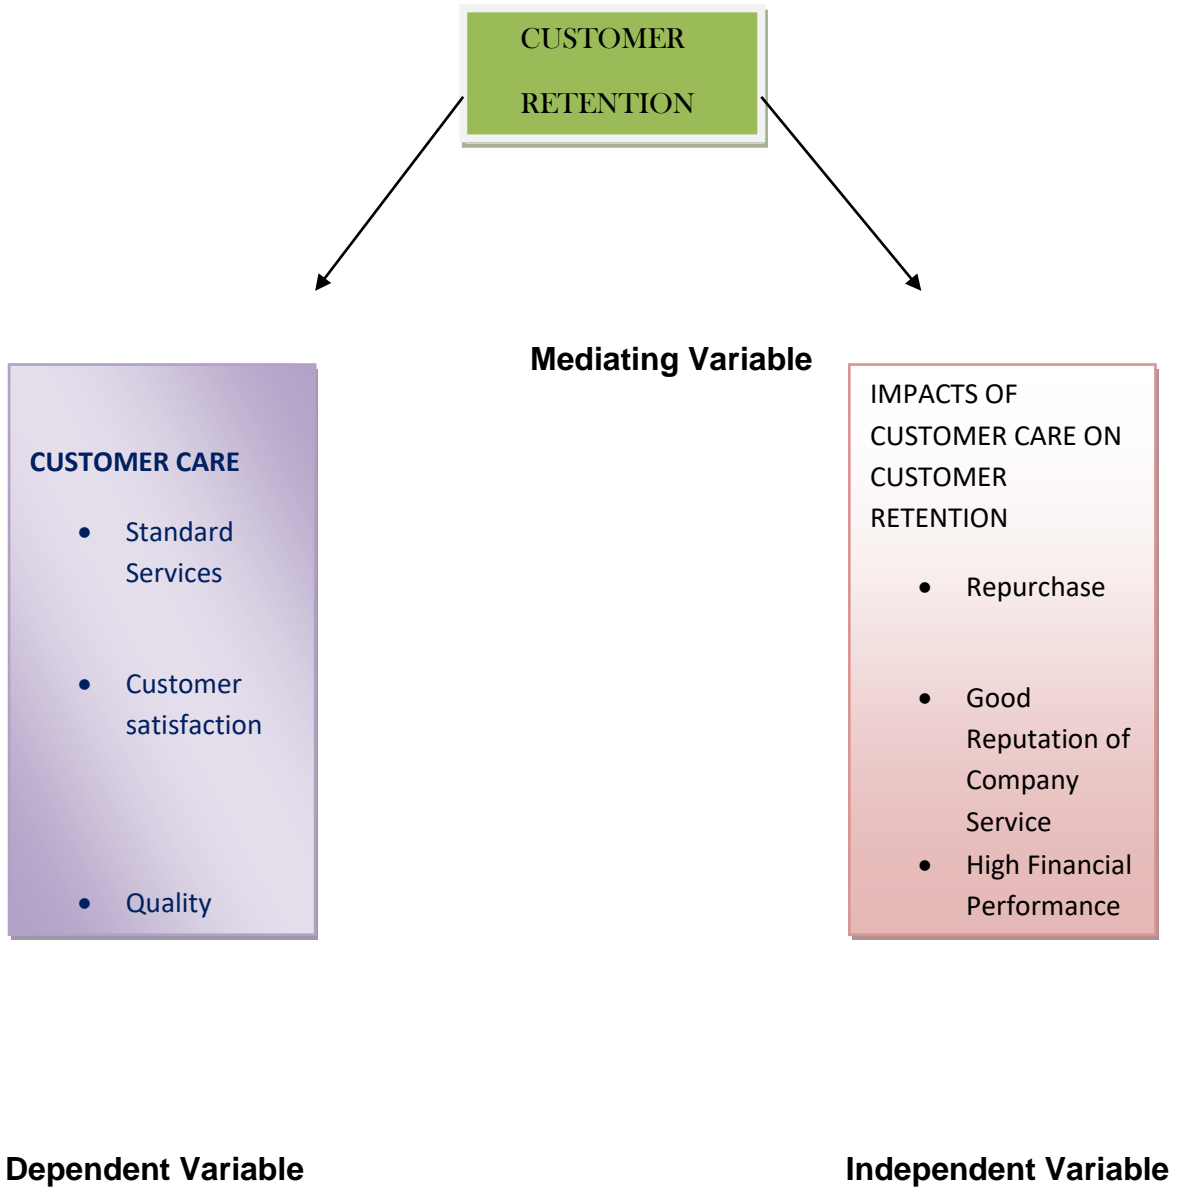 CUSTOMER
RETENTION
Mediating Variable
CUSTOMER CARE
• Standard
Services
• Customer
satisfaction
• Quality
IMPACTS OF
CUSTOMER CARE ON
CUSTOMER
RETENTION
• Repurchase
• Good
Reputation of
Company
Service
• High Financial
Performance
Dependent Variable
Independent Variable